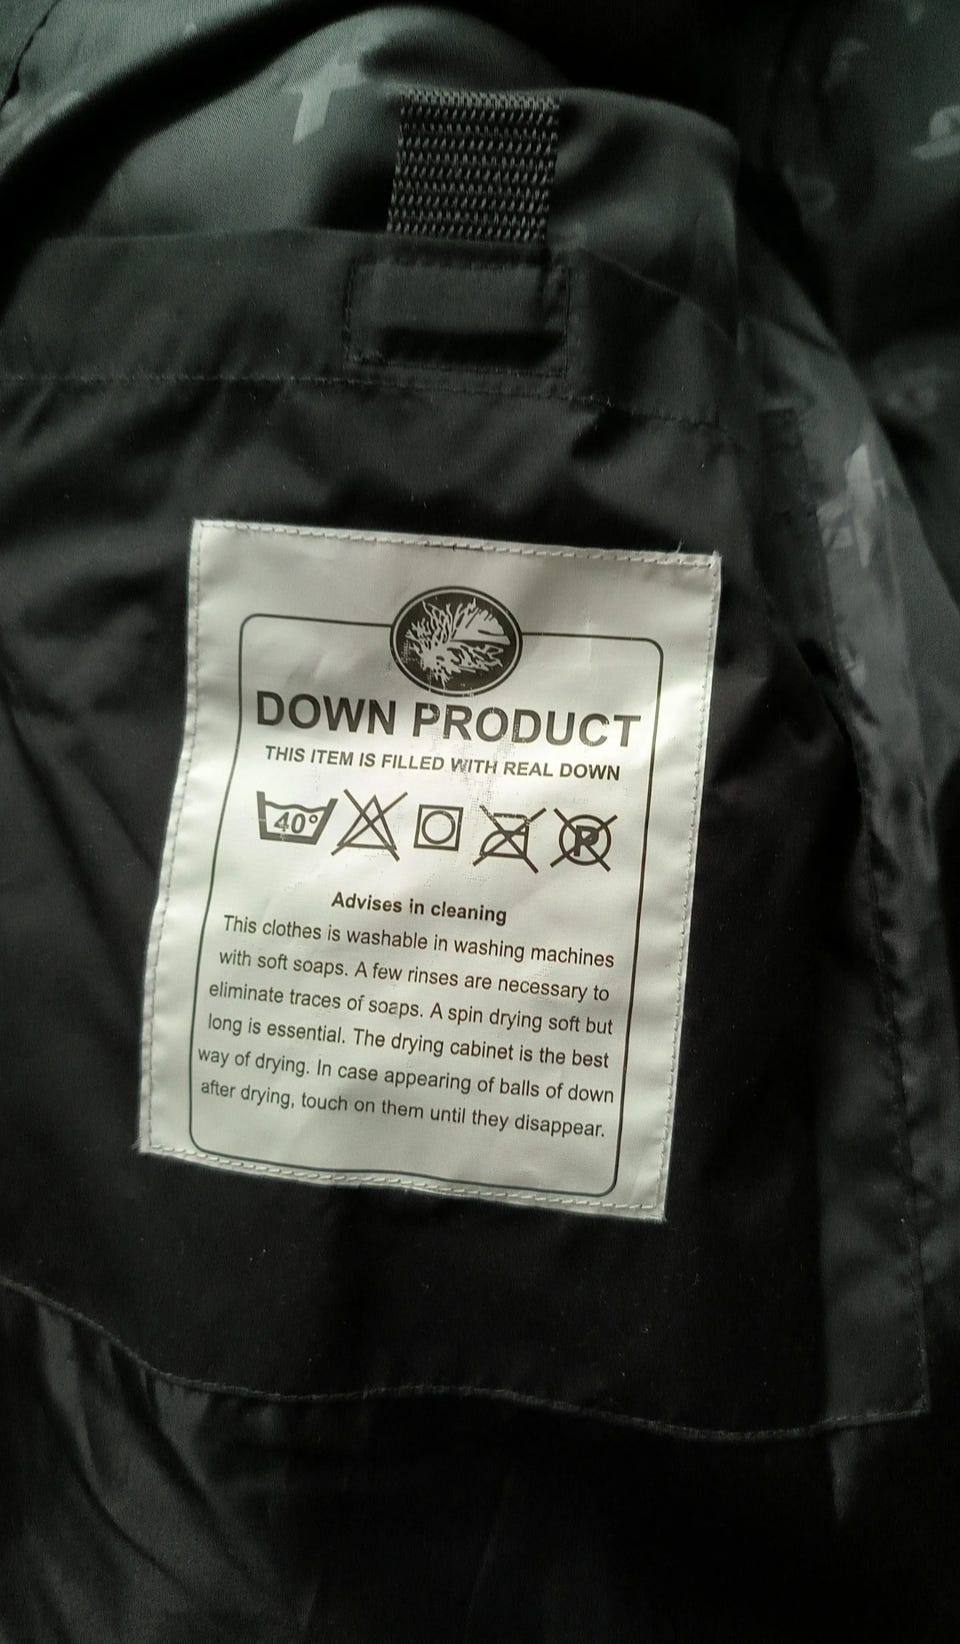 DOWN PRODUCT
THIS ITEM IS FILLED WITH REAL DOWN
40° R
Advises in cleaning
This clothes is washable in washing machines
with soft soaps. A few rinses are necessary to
eliminate traces of soaps. A spin drying soft but
long is essential. The drying cabinet is the best
way of drying. In case appearing of balls of down
after drying, touch on them until they disappear.